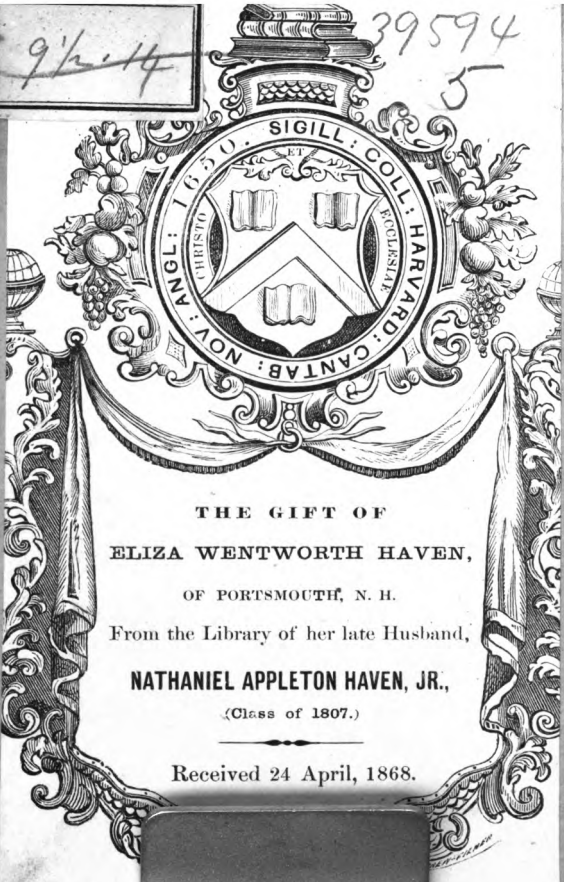 9 1/2.14
39594
5
SIGILL: COLL: HARVARD: CANTAB: NOV: ANGL: 1650.
CHRISTO
ET
ECCLESIAE
THE GIFT OF
ELIZA WENTWORTH HAVEN,
OF PORTSMOUTH, N. H.
From the Library of her late Husband,
NATHANIEL APPLETON HAVEN, JR.,
(Class of 1807.)
Received 24 April, 1868.